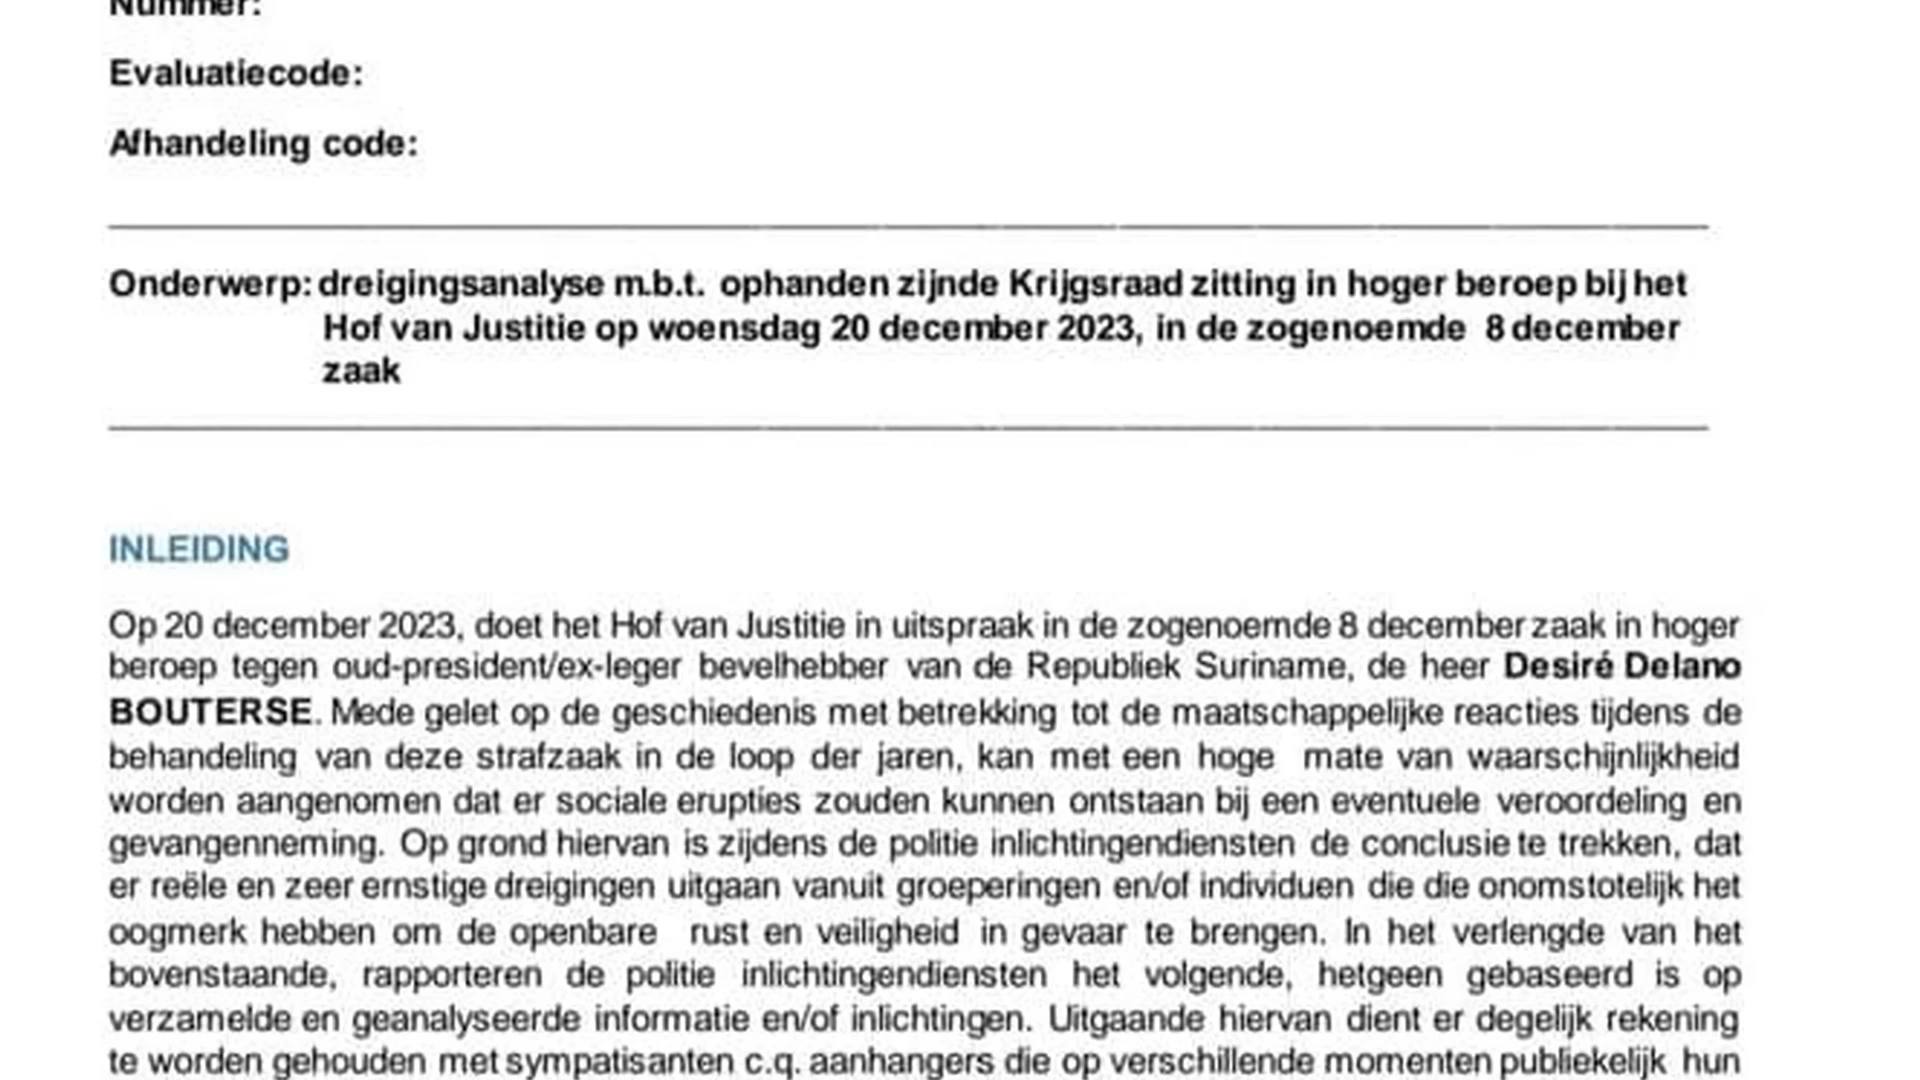 Nummer:
Evaluatiecode:
Afhandeling code:
Onderwerp: dreigingsanalyse m.b.t. ophanden zijnde Krijgsraad zitting in hoger beroep bij het
Hof van Justitie op woensdag 20 december 2023, in de zogenoemde 8 december
zaak
INLEIDING
Op 20 december 2023, doet het Hof van Justitie in uitspraak in de zogenoemde 8 december zaak in hoger
beroep tegen oud-president/ex-leger bevelhebber van de Republiek Suriname, de heer Desiré Delano
BOUTERSE. Mede gelet op de geschiedenis met betrekking tot de maatschappelijke reacties tijdens de
behandeling van deze strafzaak in de loop der jaren, kan met een hoge mate van waarschijnlijkheid
worden aangenomen dat er sociale erupties zouden kunnen ontstaan bij een eventuele veroordeling en
gevangenneming. Op grond hiervan is zijdens de politie inlichtingendiensten de conclusie te trekken, dat
er reële en zeer ernstige dreigingen uitgaan vanuit groeperingen en/of individuen die die onomstotelijk het
oogmerk hebben om de openbare rust en veiligheid in gevaar te brengen. In het verlengde van het
bovenstaande, rapporteren de politie inlichtingendiensten het volgende, hetgeen gebaseerd is op
verzamelde en geanalyseerde informatie en/of inlichtingen. Uitgaande hiervan dient er degelijk rekening
te worden gehouden met sympatisanten c.q. aanhangers die op verschillende momenten publiekelijk hun